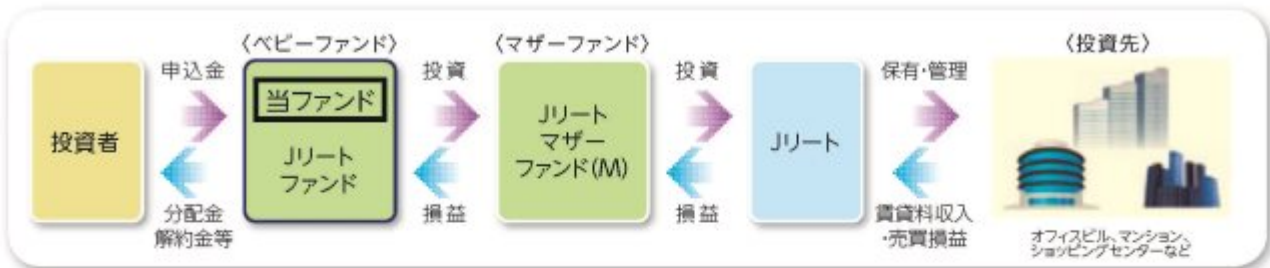 〈ベビーファンド〉
〈マザーファンド〉
〈投資先〉
申込金
投資
投資
保有・管理
投資者
当ファンド
Jリート
ファンド
Jリート
マザー
ファンド(M)
Jリート
分配金
解約金等
損益
損益
賃貸料収入
・売買損益
オフィスビル、マンション、
ショッピングセンターなど